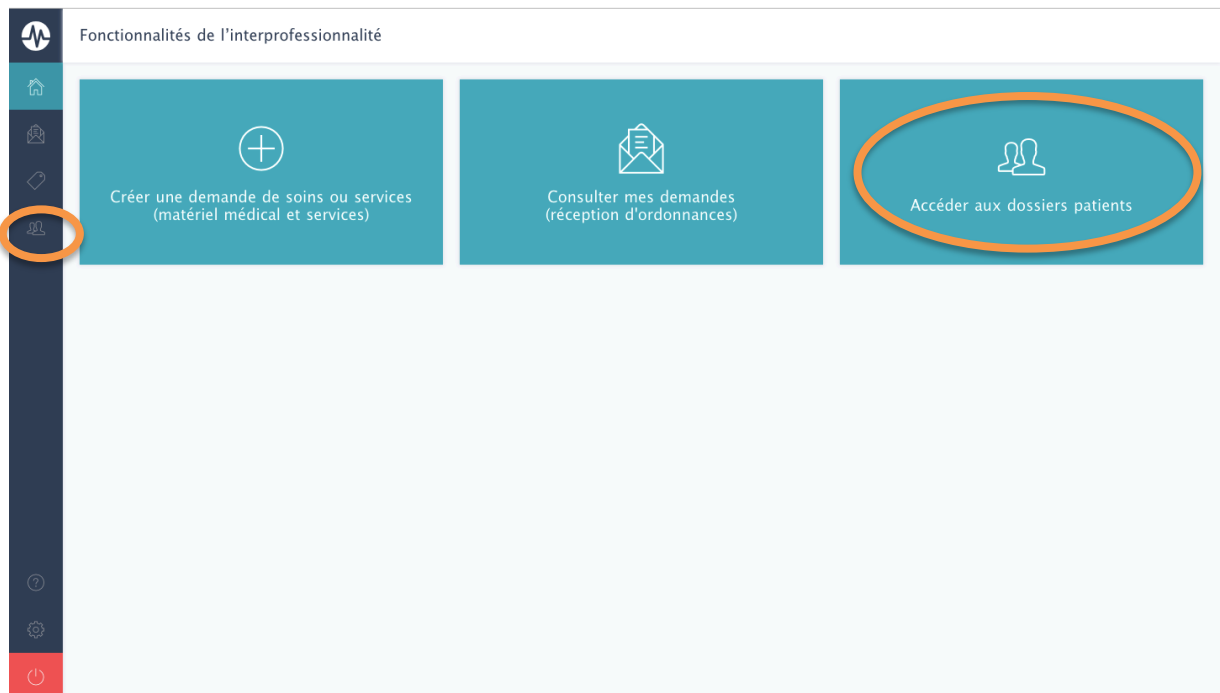 Fonctionnalités de l’interprofessionnalité
Créer une demande de soins ou services
(matériel médical et services)
Consulter mes demandes
(réception d'ordonnances)
Accéder aux dossiers patients